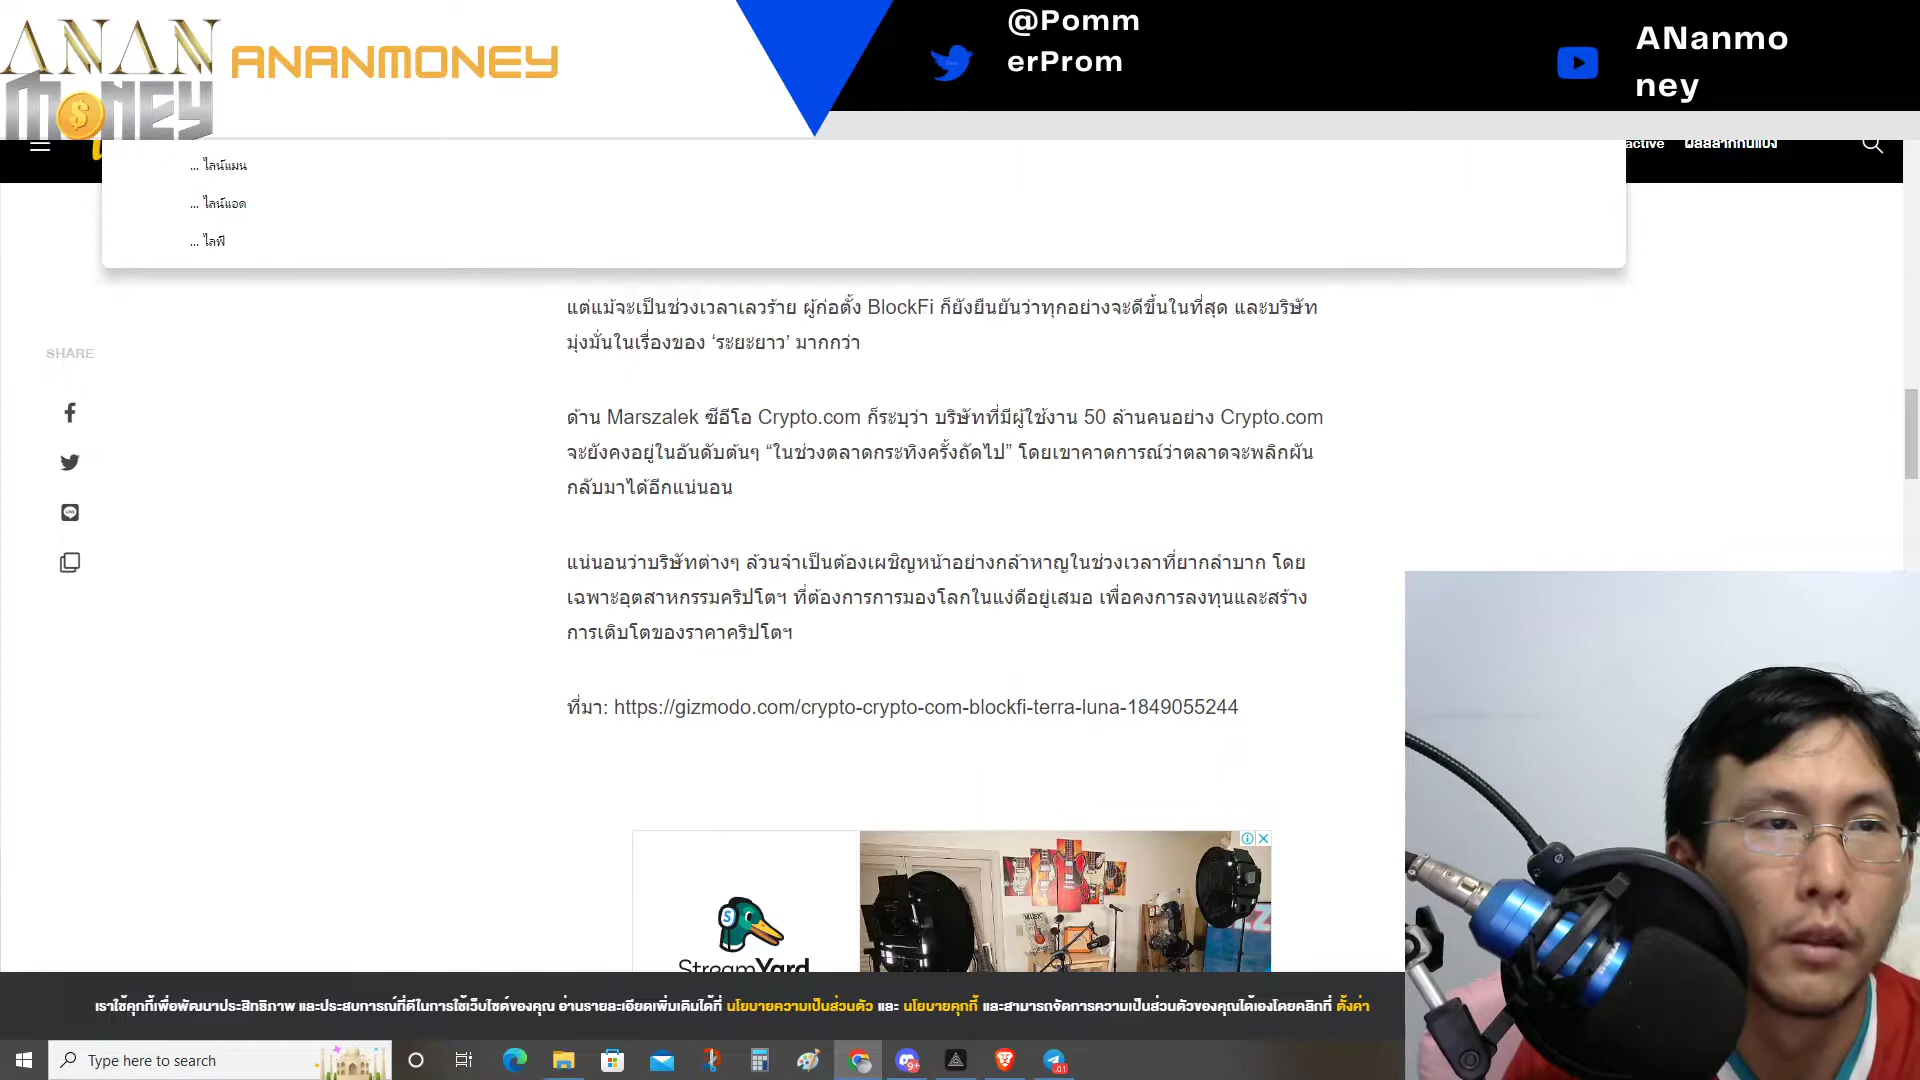 ANAN
MONEY
ANANMONEY
@Pomm
erProm
ANanmo
ney
... ไลน์แมน
... ไลน์แอด
... ไลฟ์
SHARE
แต่แม้จะเป็นช่วงเวลาเลวร้าย ผู้ก่อตั้ง BlockFi ก็ยังยืนยันว่าทุกอย่างจะดีขึ้นในที่สุด และบริษัท
มุ่งมั่นในเรื่องของ ‘ระยะยาว’ มากกว่า
ด้าน Marszalek ซีอีโอ Crypto.com ก็ระบุว่า บริษัทที่มีผู้ใช้งาน 50 ล้านคนอย่าง Crypto.com
จะยังคงอยู่ในอันดับต้นๆ “ในช่วงตลาดกระทิงครั้งถัดไป” โดยเขาคาดการณ์ว่าตลาดจะพลิกผัน
กลับมาได้อีกแน่นอน
แน่นอนว่าบริษัทต่างๆ ล้วนจำเป็นต้องเผชิญหน้าอย่างกล้าหาญในช่วงเวลาที่ยากลำบาก โดย
เฉพาะอุตสาหกรรมคริปโตฯ ที่ต้องการการมองโลกในแง่ดีอยู่เสมอ เพื่อคงการลงทุนและสร้าง
การเติบโตของราคาคริปโตฯ
ที่มา: https://gizmodo.com/crypto-crypto-com-blockfi-terra-luna-1849055244
StreamYard
เราใช้คุกกี้เพื่อพัฒนาประสิทธิภาพ และประสบการณ์ที่ดีในการใช้เว็บไซต์ของคุณ อ่านรายละเอียดเพิ่มเติมได้ที่ นโยบายความเป็นส่วนตัว และ นโยบายคุกกี้ และสามารถจัดการความเป็นส่วนตัวของคุณได้เองโดยคลิกที่ ตั้งค่า
Type here to search